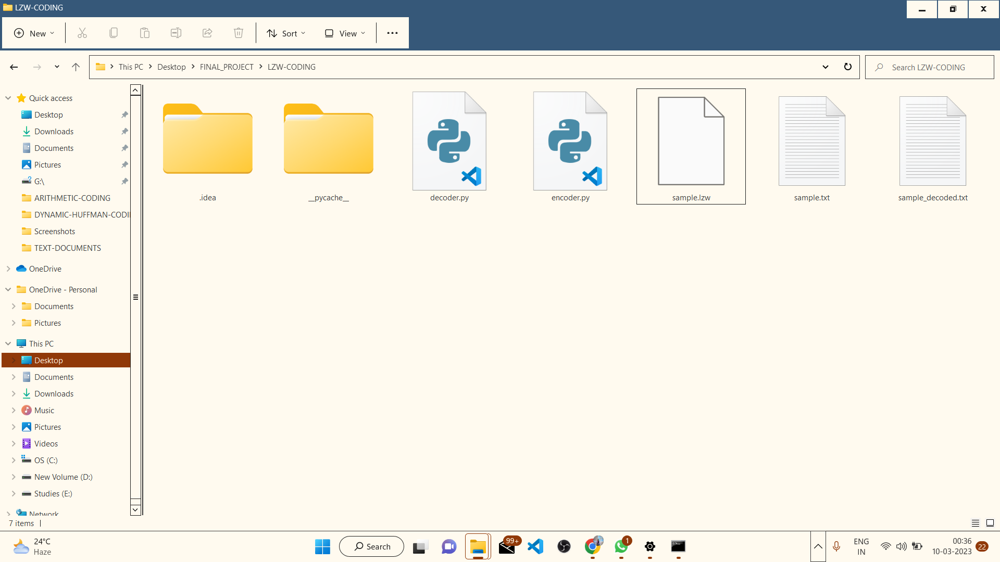 LZW-CODING
New
Sort
View
This PC
Desktop
FINAL_PROJECT
LZW-CODING
Search LZW-CODING
Quick access
Desktop
Downloads
Documents
Pictures
G:\
ARITHMETIC-CODING
DYNAMIC-HUFFMAN-CODI
Screenshots
TEXT-DOCUMENTS
OneDrive
OneDrive - Personal
Documents
Pictures
This PC
Desktop
Documents
Downloads
Music
Pictures
Videos
OS (C:)
New Volume (D:)
Studies (E:)
Network
.idea
__pycache__
decoder.py
encoder.py
sample.lzw
sample.txt
sample_decoded.txt
7 items
24°C
Haze
Search
99+
1
ENG
IN
00:36
10-03-2023
22